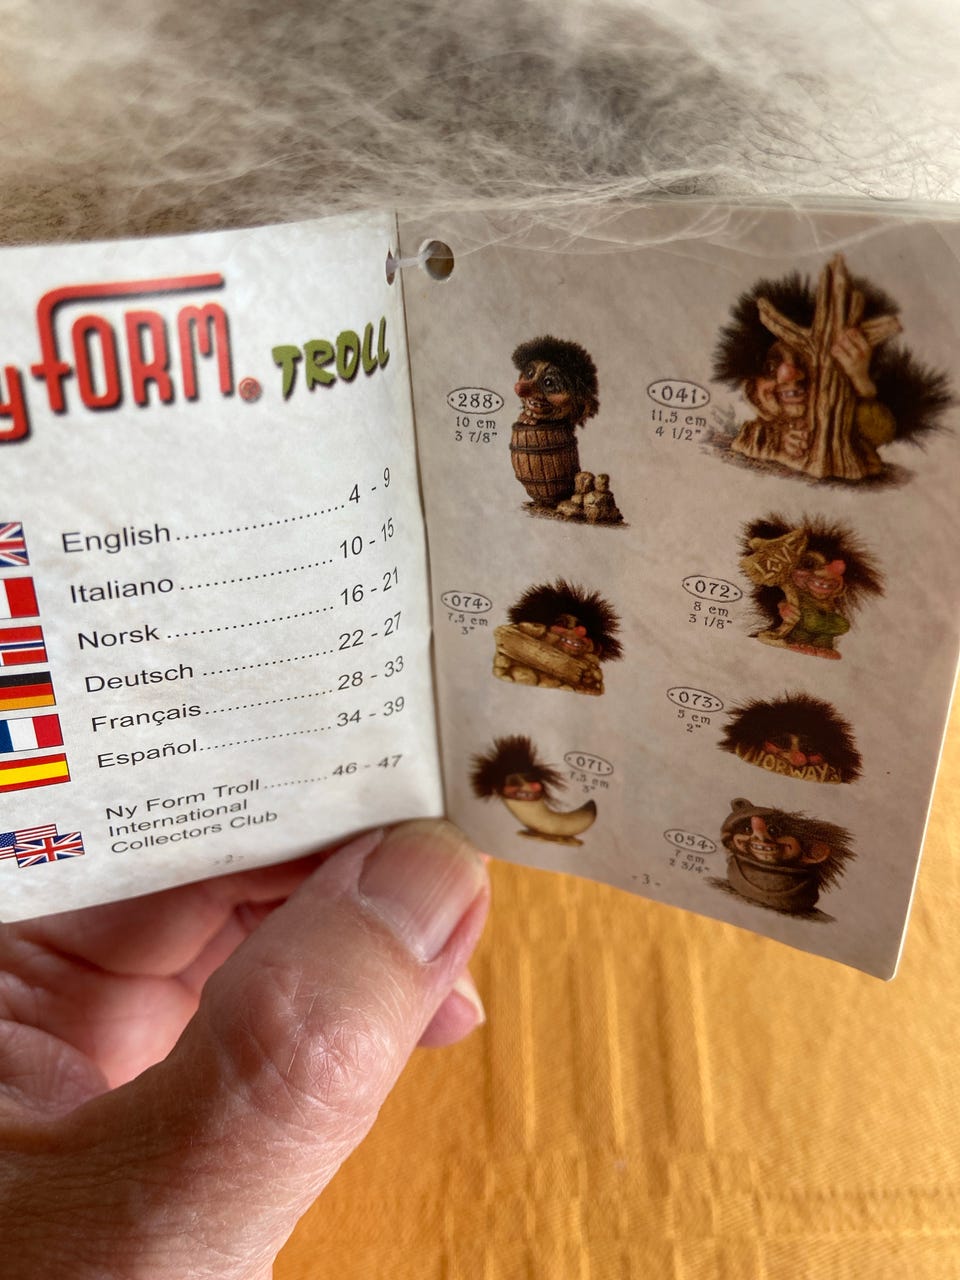 y fORM® TROLL
English........................ 4 - 9
Italiano...................... 10 - 15
Norsk........................ 16 - 21
Deutsch .................... 22 - 27
Français.................... 28 - 33
Español..................... 34 - 39
Ny Form Troll........... 46 - 47
International
Collectors Club
- 2 -
·288·
10 cm
3 7/8"
·041·
11,5 cm
4 1/2"
·074·
7,5 cm
3"
·072·
8 cm
3 1/8"
·073·
5 cm
2"
NORWAY
·071·
7,5 cm
3"
·054·
7 cm
2 3/4"
- 3 -